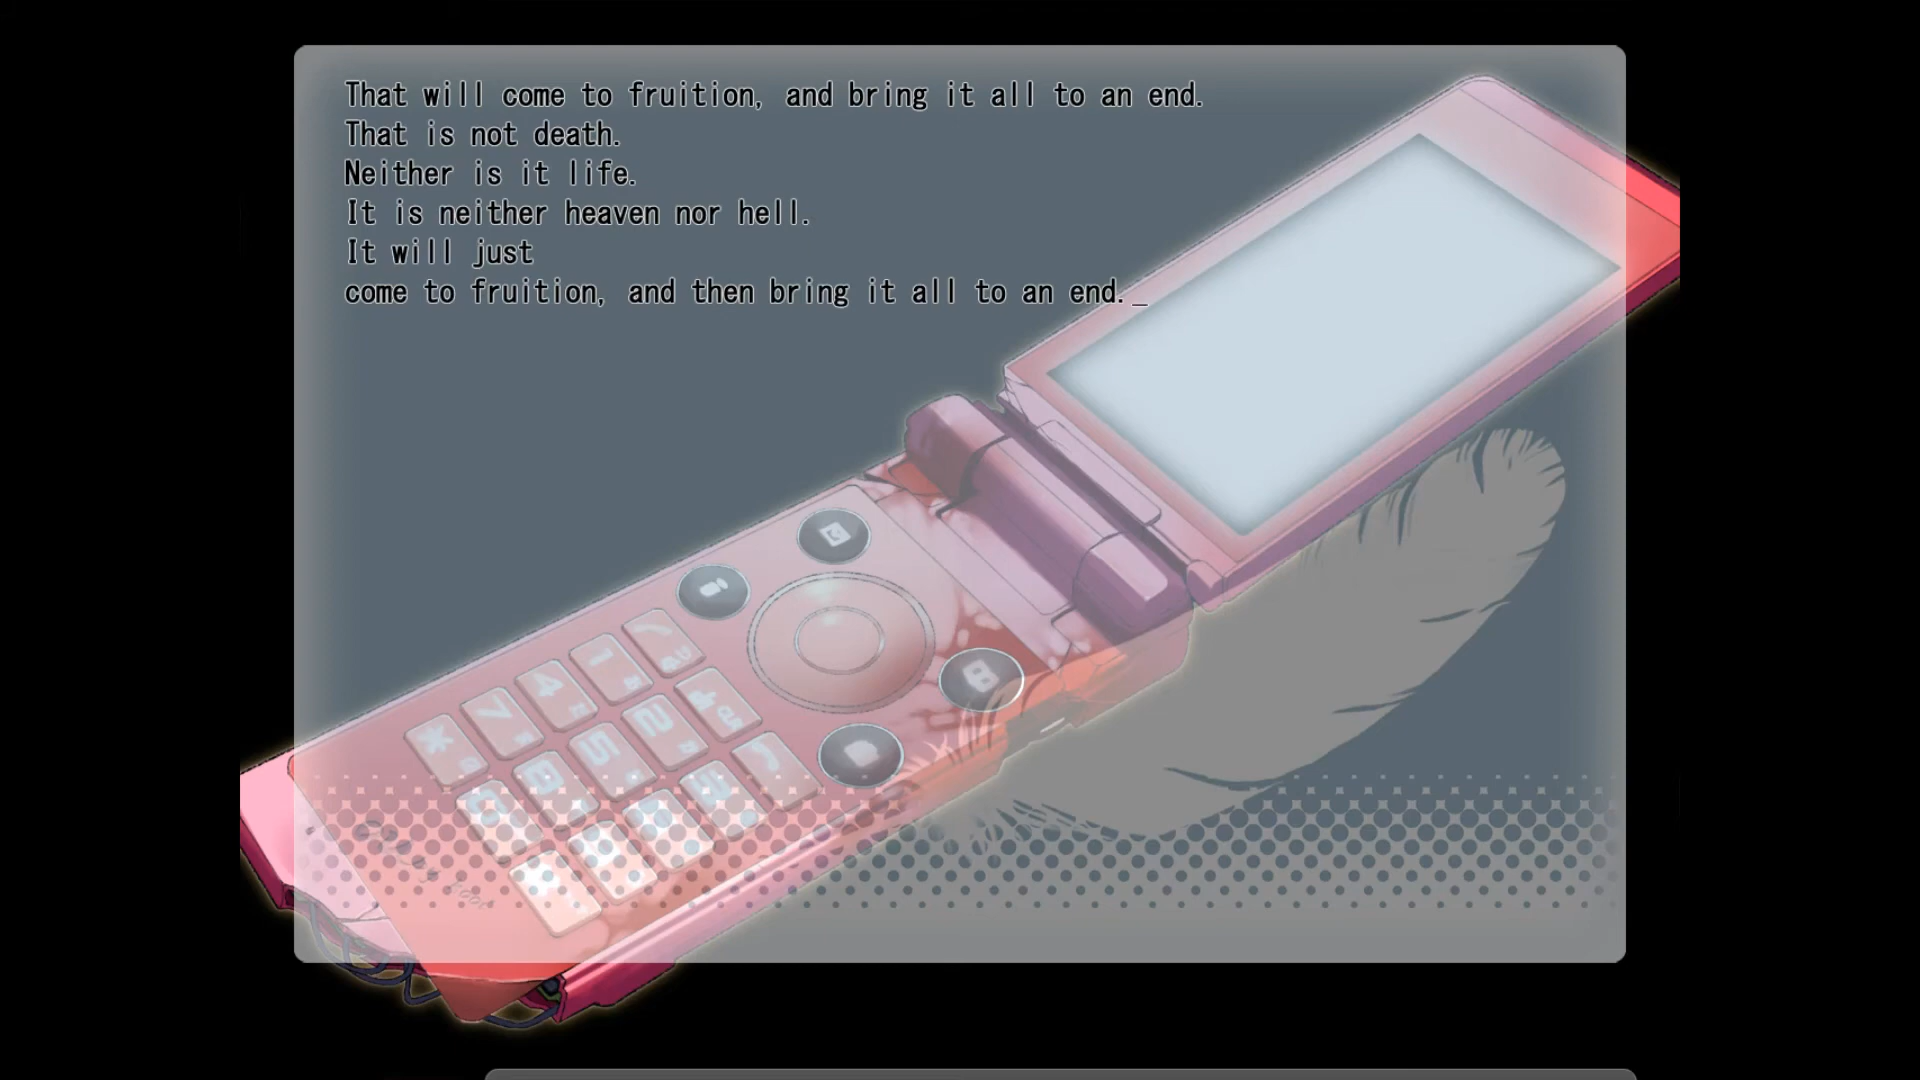 That will come to fruition, and bring it all to an end.
That is not death.
Neither is it life.
It is neither heaven nor hell.
It will just
come to fruition, and then bring it all to an end._